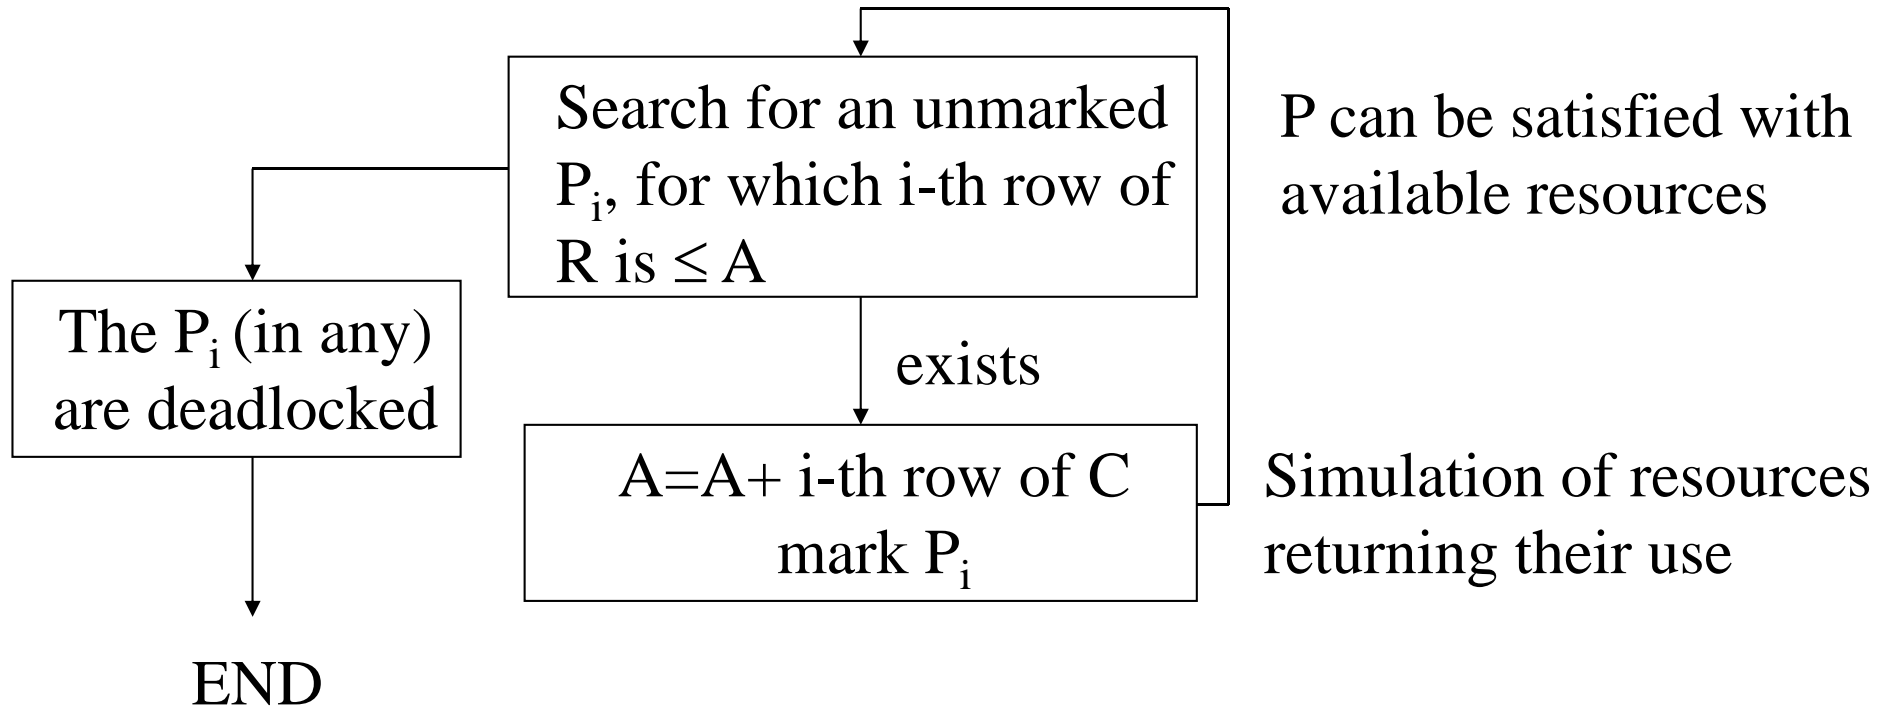 Search for an unmarked
Pᵢ, for which i-th row of
R is ≤ A
P can be satisfied with
available resources
The Pᵢ (in any)
are deadlocked
exists
A=A+ i-th row of C
mark Pᵢ
Simulation of resources
returning their use
END